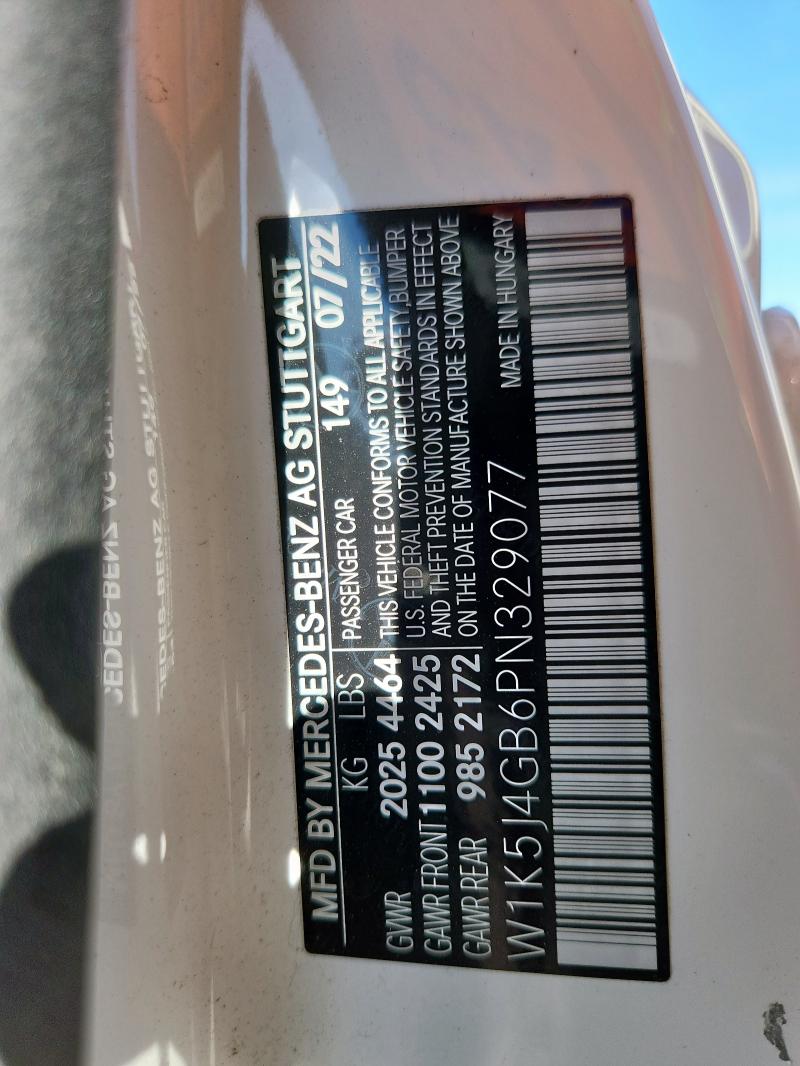 MFD BY MERCEDES-BENZ AG STUTTGART
KG LBS PASSENGER CAR 149 07/22
GVWR 2025 4464 THIS VEHICLE CONFORMS TO ALL APPLICABLE
U.S. FEDERAL MOTOR VEHICLE SAFETY,BUMPER
GAWR FRONT 1100 2425 AND THEFT PREVENTION STANDARDS IN EFFECT
GAWR REAR 985 2172 ON THE DATE OF MANUFACTURE SHOWN ABOVE
W1K5J4GB6PN329077 MADE IN HUNGARY